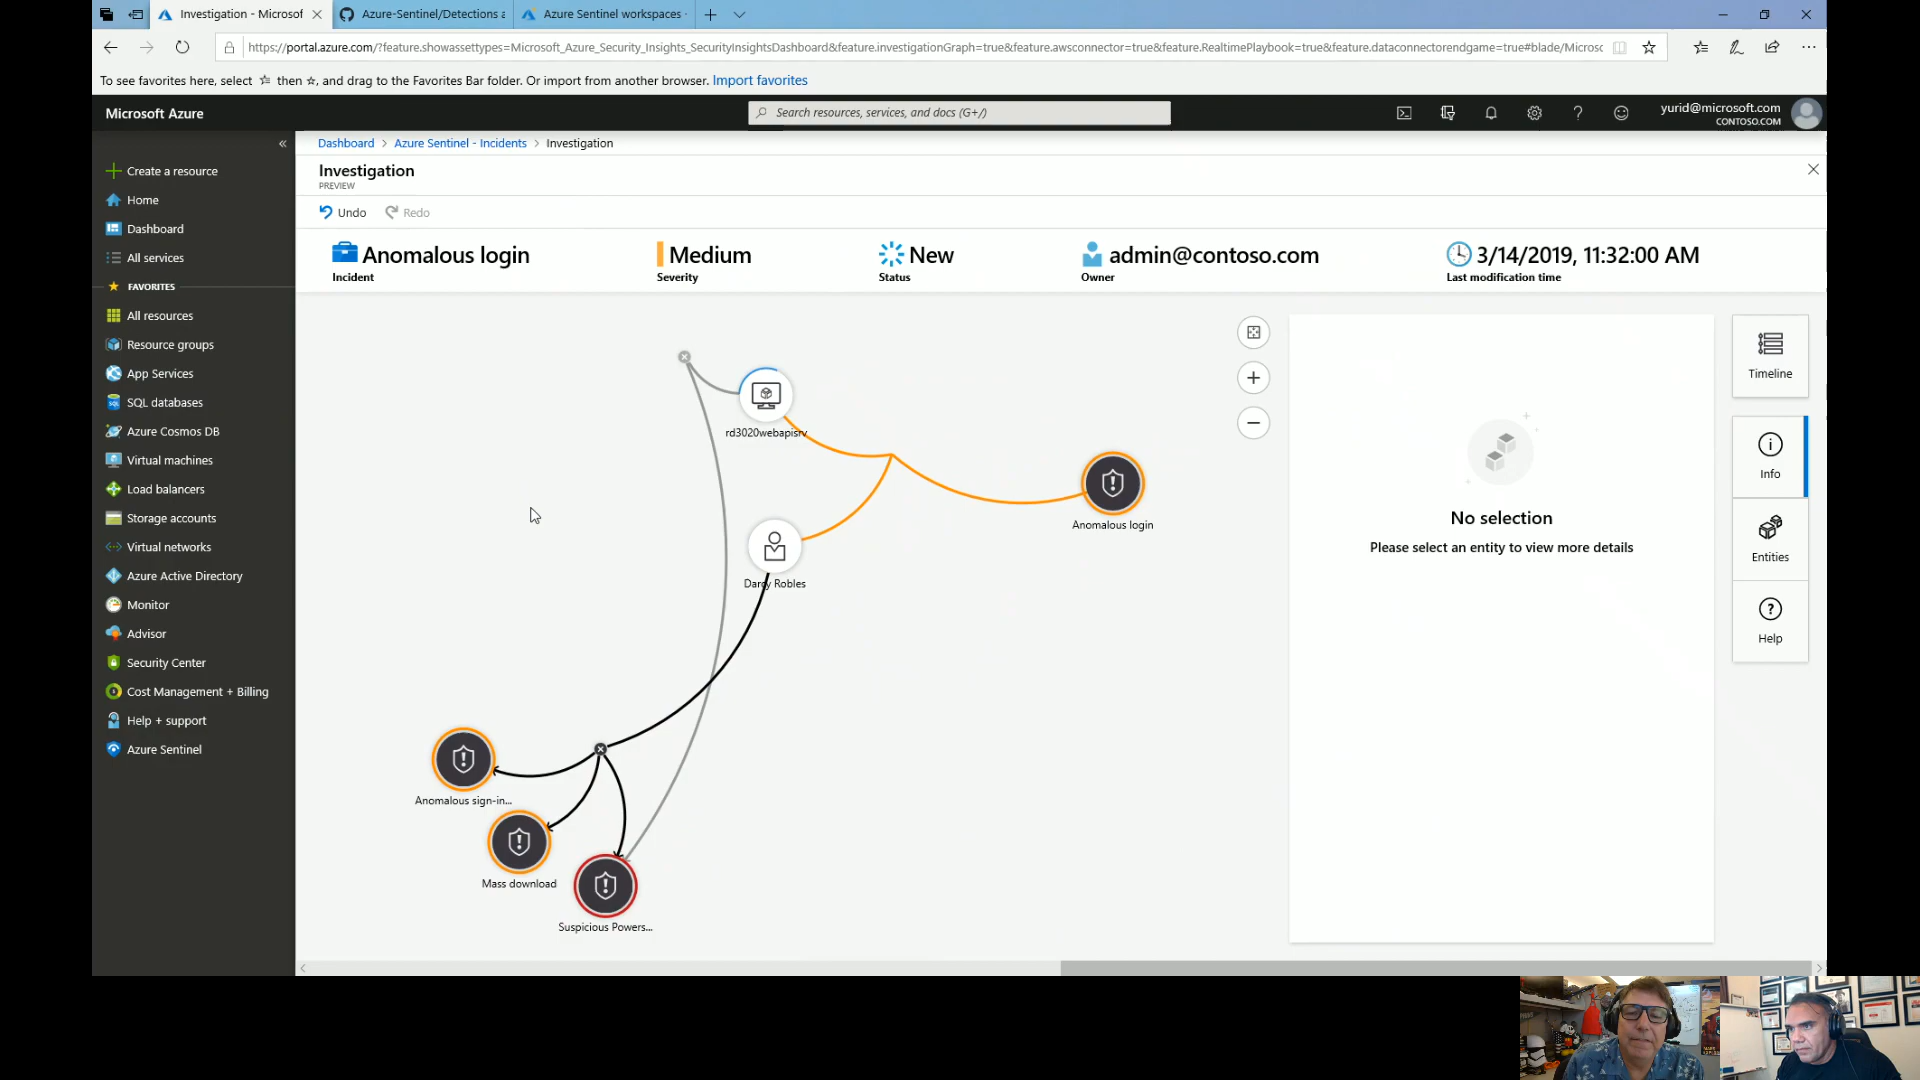 Investigation - Microsof
Azure-Sentinel/Detections a
Azure Sentinel workspaces -
https://portal.azure.com/?feature.showassettypes=Microsoft_Azure_Security_Insights_SecurityInsightsDashboard&feature.investigationGraph=true&feature.awsconnector=true&feature.RealtimePlaybook=true&feature.dataconnectorendgame=true#blade/Microsc
To see favorites here, select ☆ then ☆, and drag to the Favorites Bar folder. Or import from another browser. Import favorites
Microsoft Azure
Search resources, services, and docs (G+/)
yurid@microsoft.com
CONTOSO.COM
Dashboard > Azure Sentinel - Incidents > Investigation
Investigation
PREVIEW
Undo
Redo
Create a resource
Home
Dashboard
All services
FAVORITES
All resources
Resource groups
App Services
SQL databases
Azure Cosmos DB
Virtual machines
Load balancers
Storage accounts
Virtual networks
Azure Active Directory
Monitor
Advisor
Security Center
Cost Management + Billing
Help + support
Azure Sentinel
Anomalous login
Incident
Medium
Severity
New
Status
admin@contoso.com
Owner
3/14/2019, 11:32:00 AM
Last modification time
rd3020webapisrv
Anomalous login
Darcy Robles
Anomalous sign-in...
Mass download
Suspicious Powers...
No selection
Please select an entity to view more details
Timeline
Info
Entities
Help